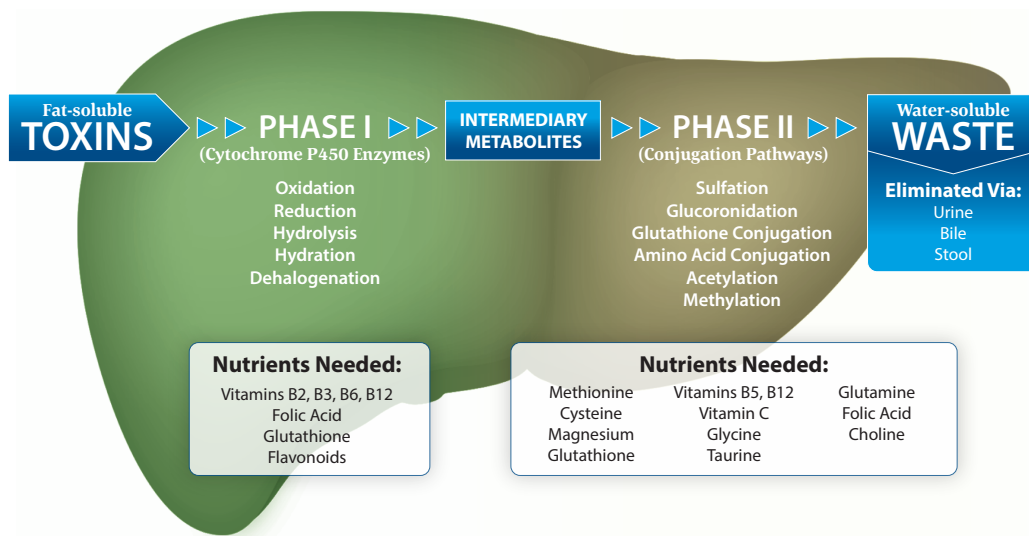 Fat-soluble
TOXINS
PHASE I
(Cytochrome P450 Enzymes)
Oxidation
Reduction
Hydrolysis
Hydration
Dehalogenation
INTERMEDIARY
METABOLITES
PHASE II
(Conjugation Pathways)
Sulfation
Glucoronidation
Glutathione Conjugation
Amino Acid Conjugation
Acetylation
Methylation
Water-soluble
WASTE
Eliminated Via:
Urine
Bile
Stool
Nutrients Needed:
Vitamins B2, B3, B6, B12
Folic Acid
Glutathione
Flavonoids
Nutrients Needed:
Methionine
Cysteine
Magnesium
Glutathione
Vitamins B5, B12
Vitamin C
Glycine
Taurine
Glutamine
Folic Acid
Choline